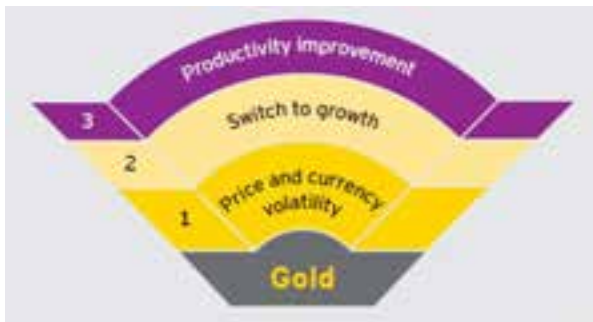 Productivity improvement
3
Switch to growth
2
Price and currency
volatility
1
Gold